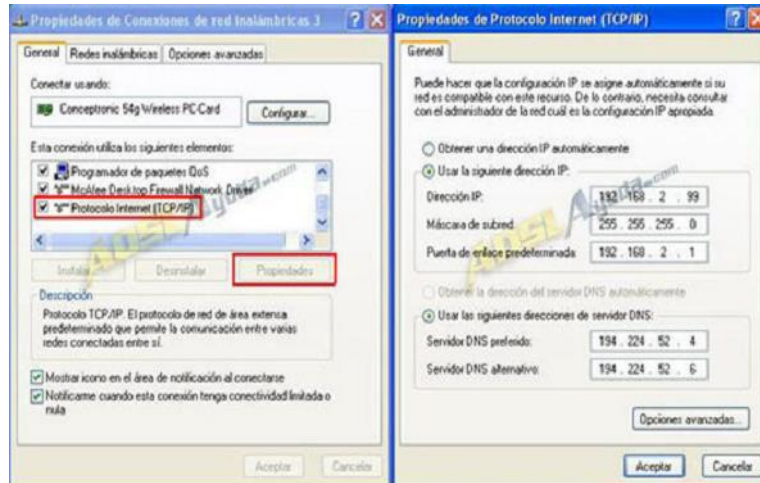 Propiedades de Conexiones de red Inalámbricas 3
General Redes inalámbricas Opciones avanzadas
Conectar usando:
Conceptronic 54g Wireless PC-Card
Configurar...
Esta conexión utiliza los siguientes elementos:
Programador de paquetes QoS
McAfee Desktop Firewall Network Driver
Protocolo Internet (TCP/IP)
Instalar... Desinstalar Propiedades
Descripción
Protocolo TCP/IP. El protocolo de red de área extensa
predeterminado que permite la comunicación entre varias
redes conectadas entre sí.
Mostrar icono en el área de notificación al conectarse
Notificarme cuando esta conexión tenga conectividad limitada o
nula
Aceptar Cancelar
Propiedades de Protocolo Internet (TCP/IP)
General
Puede hacer que la configuración IP se asigne automáticamente si su
red es compatible con este recurso. De lo contrario, necesita consultar
con el administrador de la red cuál es la configuración IP apropiada.
Obtener una dirección IP automáticamente
Usar la siguiente dirección IP:
Dirección IP: 192 . 168 . 2 . 99
Máscara de subred: 255 . 255 . 255 . 0
Puerta de enlace predeterminada: 192 . 168 . 2 . 1
Obtener la dirección del servidor DNS automáticamente
Usar las siguientes direcciones de servidor DNS:
Servidor DNS preferido: 194 . 224 . 52 . 4
Servidor DNS alternativo: 194 . 224 . 52 . 6
Opciones avanzadas...
Aceptar Cancelar
ADSLAyuda.com
ADSLAyuda.com